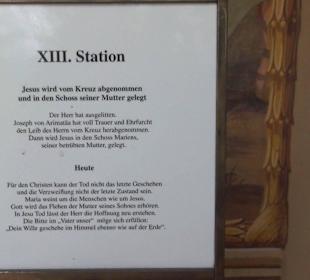 XIII. Station
Jesus wird vom Kreuz abgenommen
und in den Schoss seiner Mutter gelegt
Der Herr hat ausgelitten.
Joseph von Arimatäa hat voll Trauer und Ehrfurcht
den Leib des Herrn vom Kreuz herabgenommen.
Dann wird Jesus in den Schoss Mariens,
seiner betrübten Mutter, gelegt.
Heute
Für den Christen kann der Tod nicht das letzte Geschehen
und die Verzweiflung nicht der letzte Zustand sein.
Maria weint um die Menschen wie um Jesus.
Gott wird das Flehen der Mutter seines Sohnes erhören.
In Jesu Tod lässt der Herr die Hoffnung neu erstehen.
Die Bitte im „Vater unser" möge sich erfüllen:
„Dein Wille geschehe im Himmel ebenso wie auf der Erde".